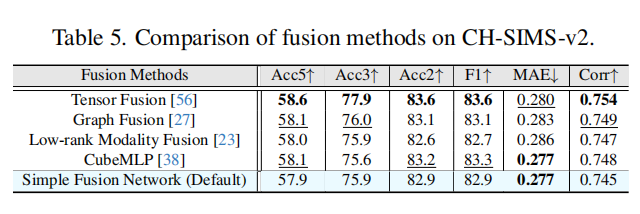 Table 5. Comparison of fusion methods on CH-SIMS-v2.
Fusion Methods Acc5↑ Acc3↑ Acc2↑ F1↑ MAE↓ Corr↑
Tensor Fusion [56] 58.6 77.9 83.6 83.6 0.280 0.754
Graph Fusion [27] 58.1 76.0 83.1 83.1 0.283 0.749
Low-rank Modality Fusion [23] 58.0 75.9 82.6 82.7 0.286 0.747
CubeMLP [38] 58.1 75.6 83.2 83.3 0.277 0.748
Simple Fusion Network (Default) 57.9 75.9 82.9 82.9 0.277 0.745